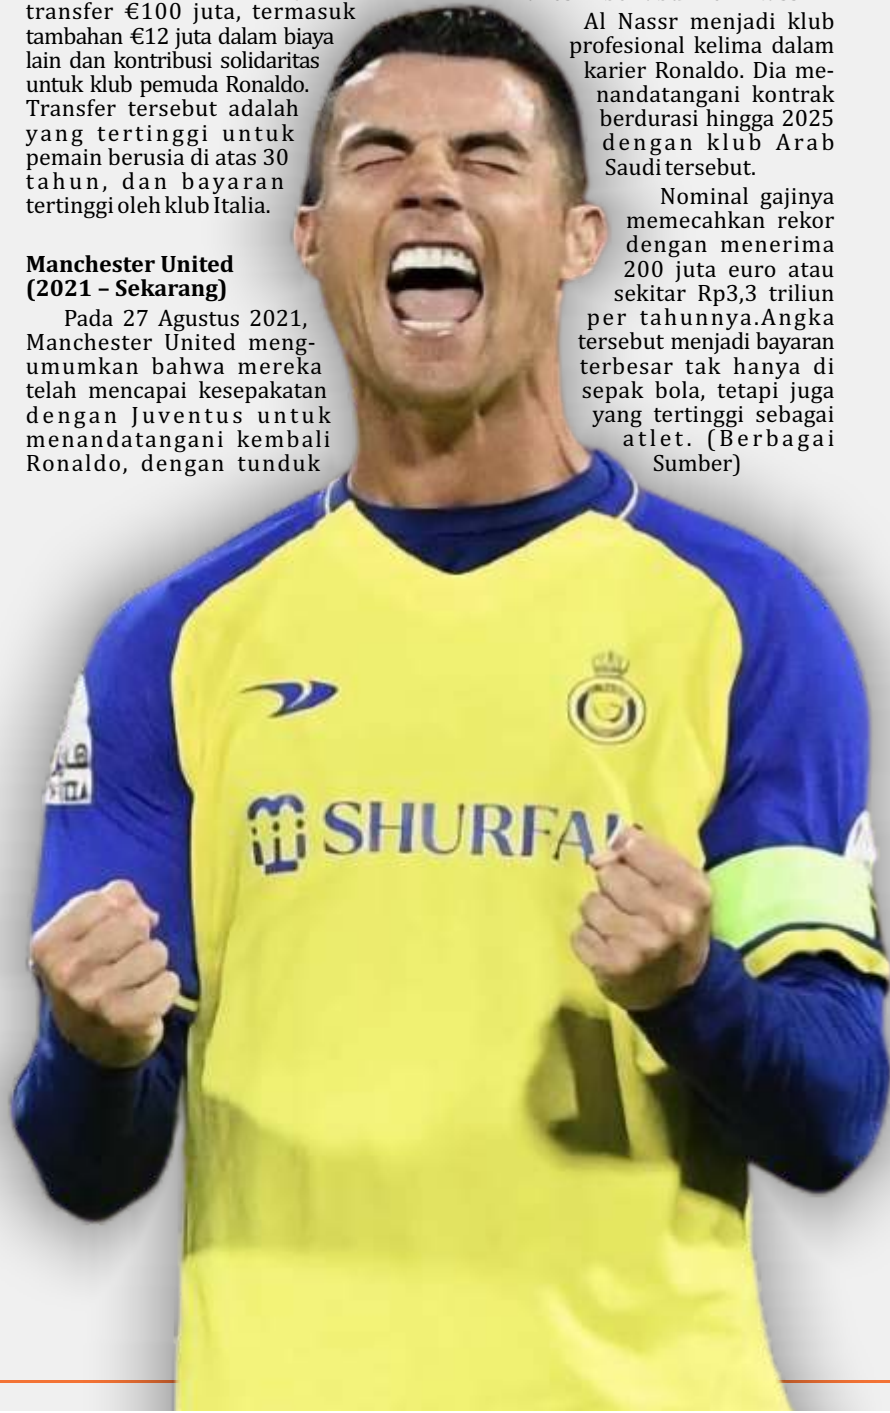 transfer €100 juta, termasuk
tambahan €12 juta dalam biaya
lain dan kontribusi solidaritas
untuk klub pemuda Ronaldo.
Transfer tersebut adalah
yang tertinggi untuk
pemain berusia di atas 30
tahun, dan bayaran
tertinggi oleh klub Italia.
Manchester United
(2021 – Sekarang)
Pada 27 Agustus 2021,
Manchester United meng-
umumkan bahwa mereka
telah mencapai kesepakatan
dengan Juventus untuk
menandatangani kembali
Ronaldo, dengan tunduk
Al Nassr menjadi klub
profesional kelima dalam
karier Ronaldo. Dia me-
nandatangani kontrak
berdurasi hingga 2025
dengan klub Arab
Saudi tersebut.
Nominal gajinya
memecahkan rekor
dengan menerima
200 juta euro atau
sekitar Rp3,3 triliun
per tahunnya.Angka
tersebut menjadi bayaran
terbesar tak hanya di
sepak bola, tetapi juga
yang tertinggi sebagai
atlet. (Berbagai
Sumber)
SHURFA